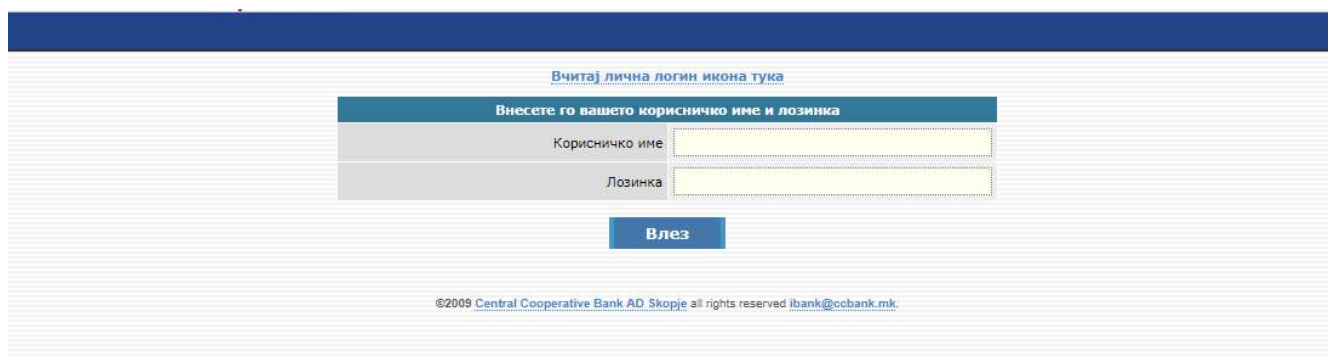 Вчитај лична логин икона тука
Внесете го вашето корисничко име и лозинка
Корисничко име
Лозинка
Влез
©2009 Central Cooperative Bank AD Skopje all rights reserved ibank@ccbank.mk.